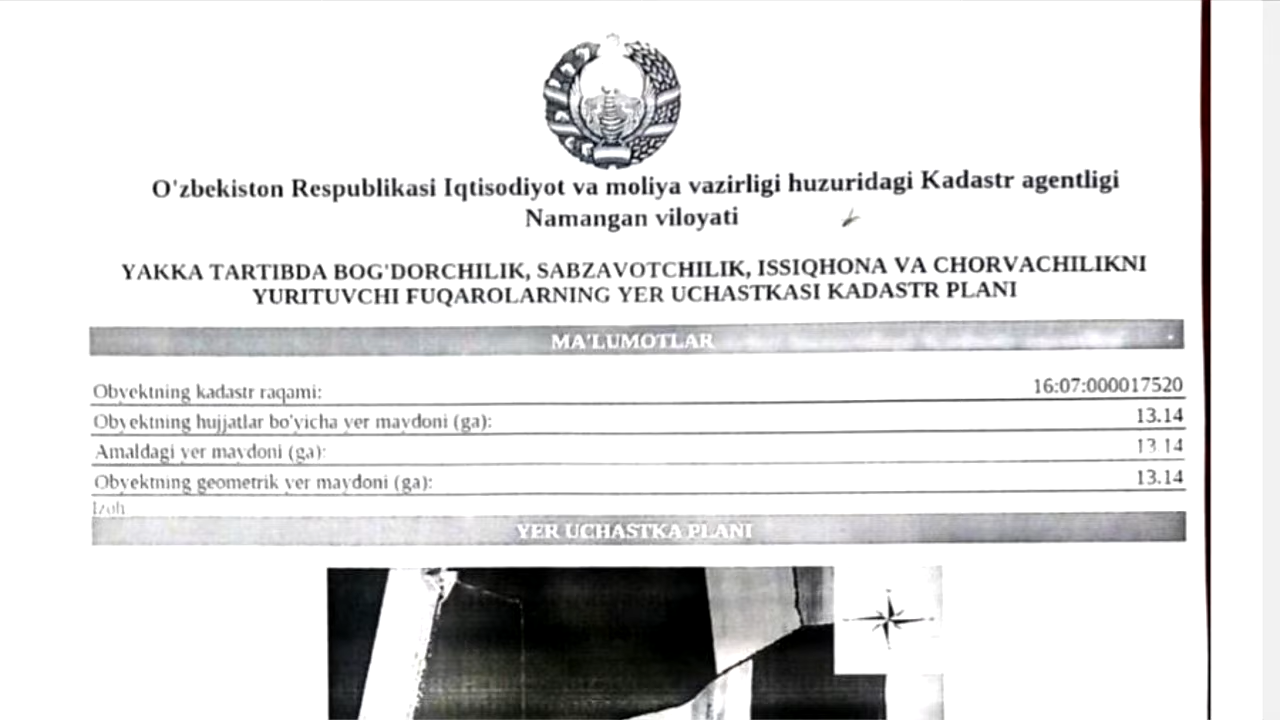 O'zbekiston Respublikasi Iqtisodiyot va moliya vazirligi huzuridagi Kadastr agentligi
Namangan viloyati
YAKKA TARTIBDA BOG'DORCHILIK, SABZAVOTCHILIK, ISSIQHONA VA CHORVACHILIKNI
YURITUVCHI FUQAROLARNING YER UCHASTKASI KADASTR PLANI
MA'LUMOTLAR
Obyektning kadastr raqami: 16:07:000017520
Obyektning hujjatlar bo'yicha yer maydoni (ga): 13.14
Amaldagi yer maydoni (ga): 13.14
Obyektning geometrik yer maydoni (ga): 13.14
Izoh
YER UCHASTKA PLANI